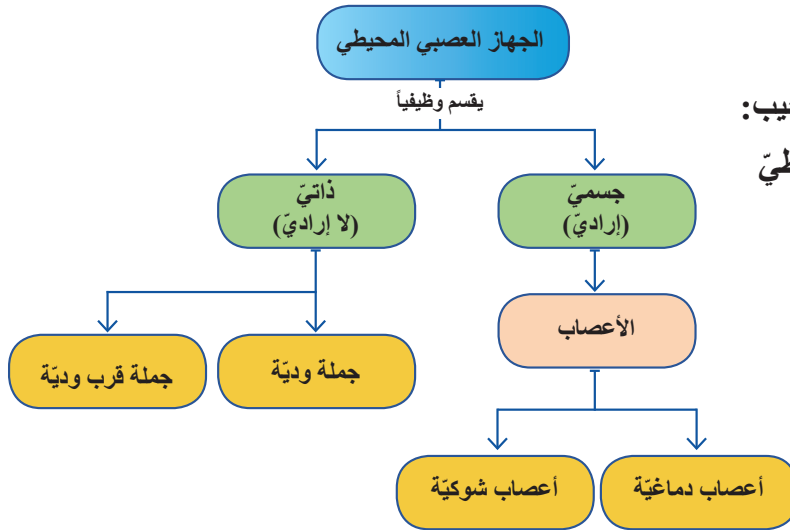 الجهاز العصبي المحيطي
يقسم وظيفياً
جسميّ
(إراديّ)
ذاتيّ
(لا إراديّ)
الأعصاب
جملة وديّة
جملة قرب وديّة
أعصاب دماغيّة
أعصاب شوكيّة